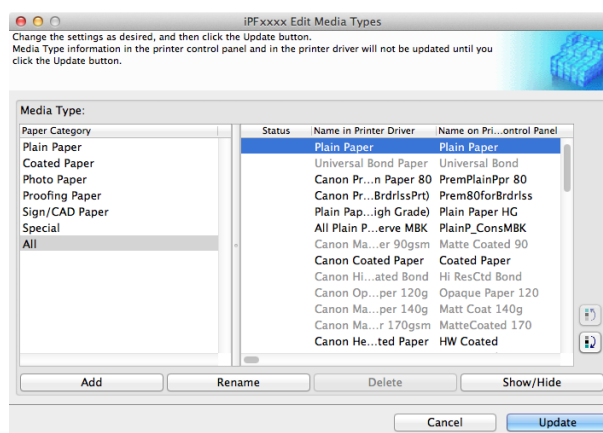 iPFxxxx Edit Media Types
Change the settings as desired, and then click the Update button.
Media Type information in the printer control panel and in the printer driver will not be updated until you
click the Update button.
Media Type:
Paper Category
Plain Paper
Coated Paper
Photo Paper
Proofing Paper
Sign/CAD Paper
Special
All
Status Name in Printer Driver Name on Pri...ontrol Panel
Plain Paper Plain Paper
Universal Bond Paper Universal Bond
Canon Pr...n Paper 80 PremPlainPpr 80
Canon Pr...BrdrlssPrt) Prem80forBrdrlss
Plain Pap...igh Grade) Plain Paper HG
All Plain P...erve MBK PlainP_ConsMBK
Canon Ma...er 90gsm Matte Coated 90
Canon Coated Paper Coated Paper
Canon Hi...ated Bond Hi ResCtd Bond
Canon Op...per 120g Opaque Paper 120
Canon Ma...per 140g Matt Coat 140g
Canon Ma...r 170gsm MatteCoated 170
Canon He...ted Paper HW Coated
Add Rename Delete Show/Hide
Cancel Update